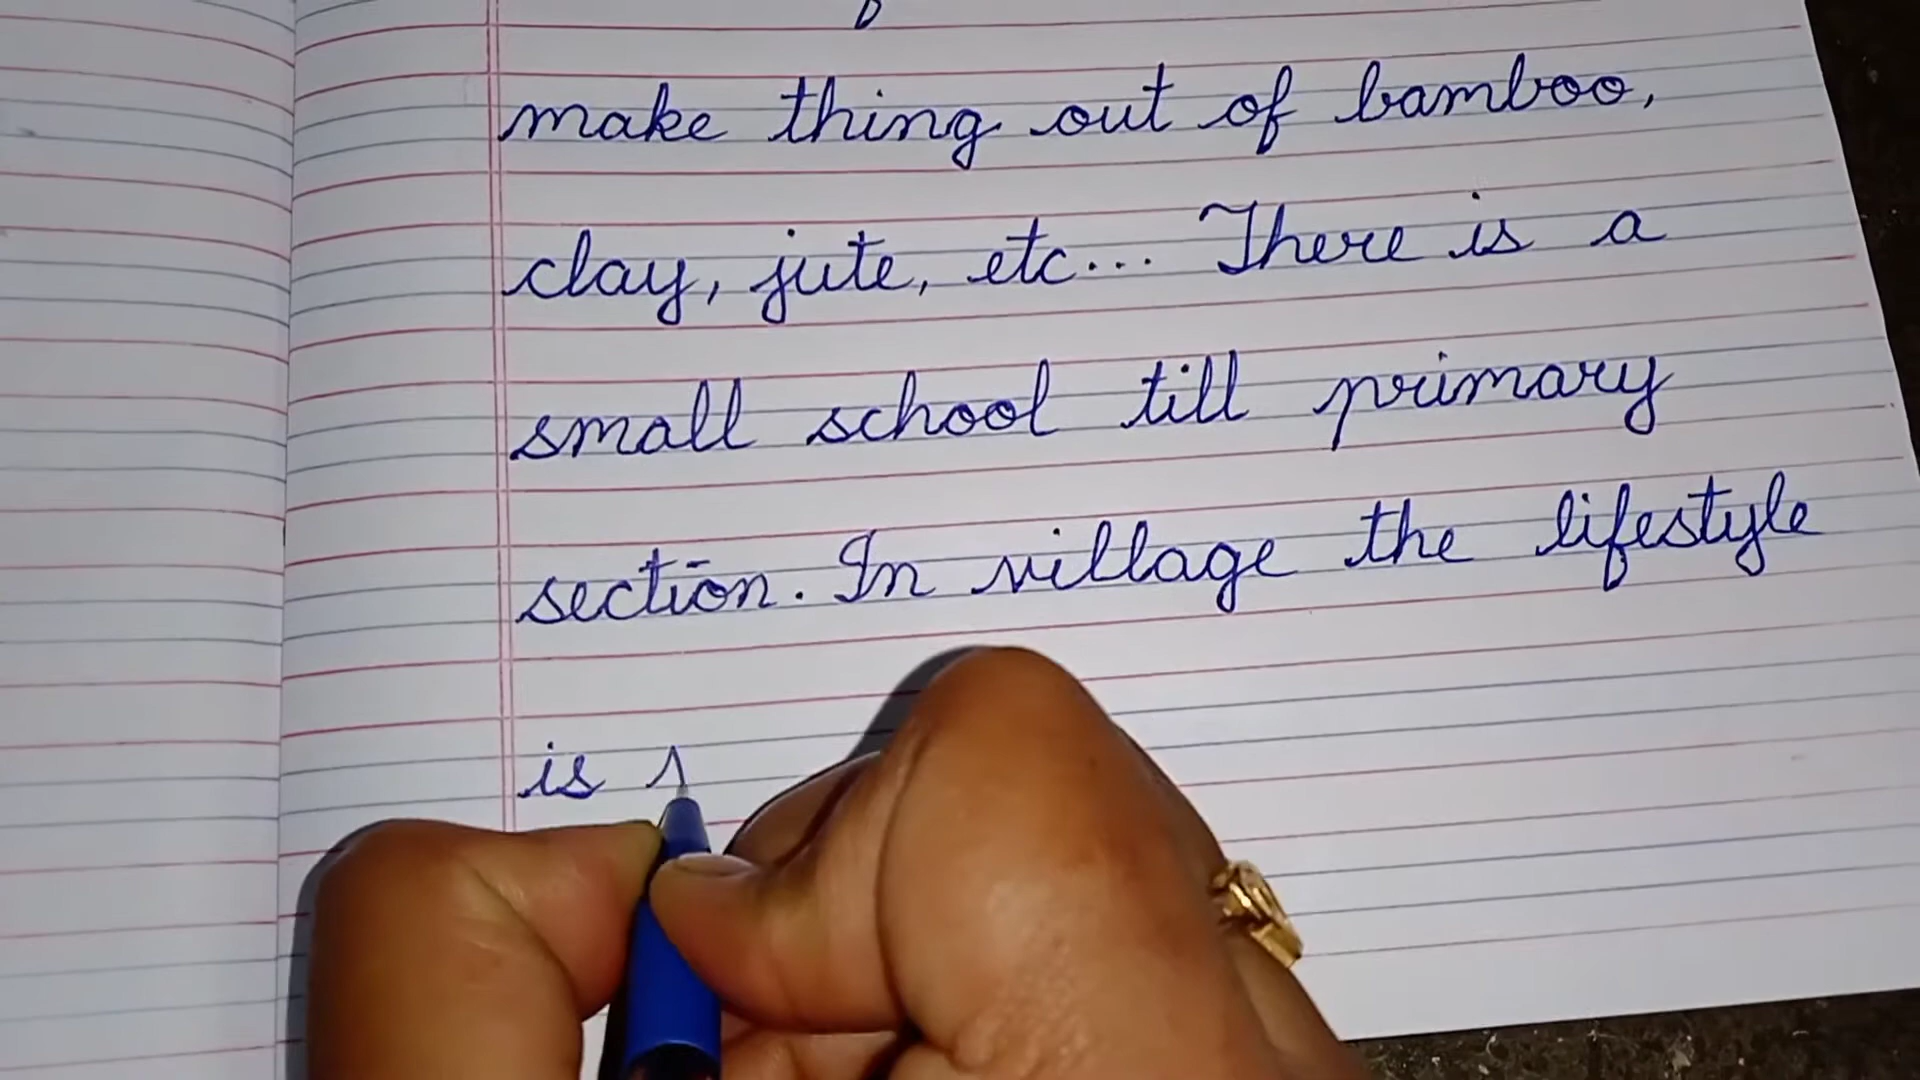 make thing out of bamboo,
clay, jute, etc... There is a
small school till primary
section. In village the lifestyle
is